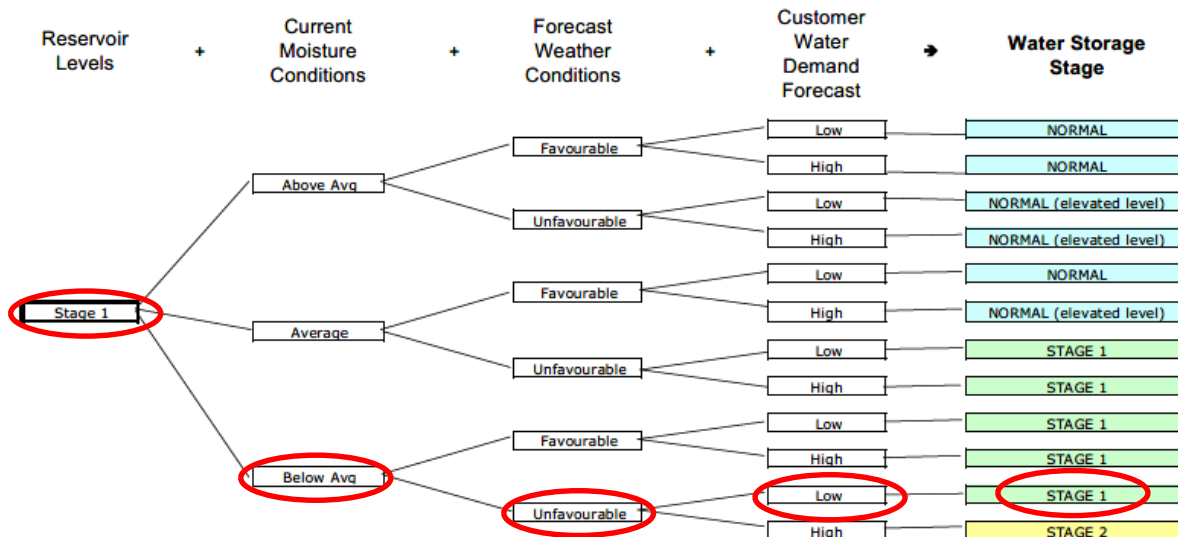 Reservoir
Levels
+
Current
Moisture
Conditions
+
Forecast
Weather
Conditions
+
Customer
Water
Demand
Forecast
➔
Water Storage
Stage
Low
NORMAL
Favourable
High
NORMAL
Above Avg
Low
NORMAL (elevated level)
Unfavourable
High
NORMAL (elevated level)
Low
NORMAL
Favourable
High
NORMAL (elevated level)
Stage 1
Average
Low
STAGE 1
Unfavourable
High
STAGE 1
Low
STAGE 1
Favourable
High
STAGE 1
Below Avg
Low
STAGE 1
Unfavourable
High
STAGE 2